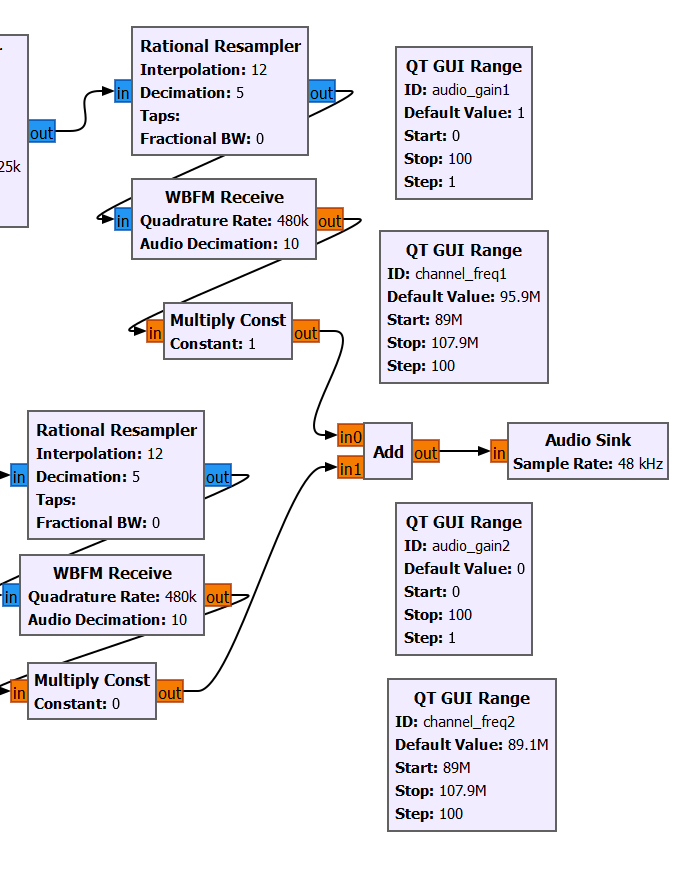 out
25k
Rational Resampler
Interpolation: 12
Decimation: 5
Taps:
Fractional BW: 0
in
out
QT GUI Range
ID: audio_gain1
Default Value: 1
Start: 0
Stop: 100
Step: 1
WBFM Receive
Quadrature Rate: 480k
Audio Decimation: 10
in
out
QT GUI Range
ID: channel_freq1
Default Value: 95.9M
Start: 89M
Stop: 107.9M
Step: 100
Multiply Const
Constant: 1
in
out
Rational Resampler
Interpolation: 12
Decimation: 5
Taps:
Fractional BW: 0
in
out
in0
in1
Add
out
in
Audio Sink
Sample Rate: 48 kHz
QT GUI Range
ID: audio_gain2
Default Value: 0
Start: 0
Stop: 100
Step: 1
WBFM Receive
Quadrature Rate: 480k
Audio Decimation: 10
in
out
Multiply Const
Constant: 0
in
out
QT GUI Range
ID: channel_freq2
Default Value: 89.1M
Start: 89M
Stop: 107.9M
Step: 100